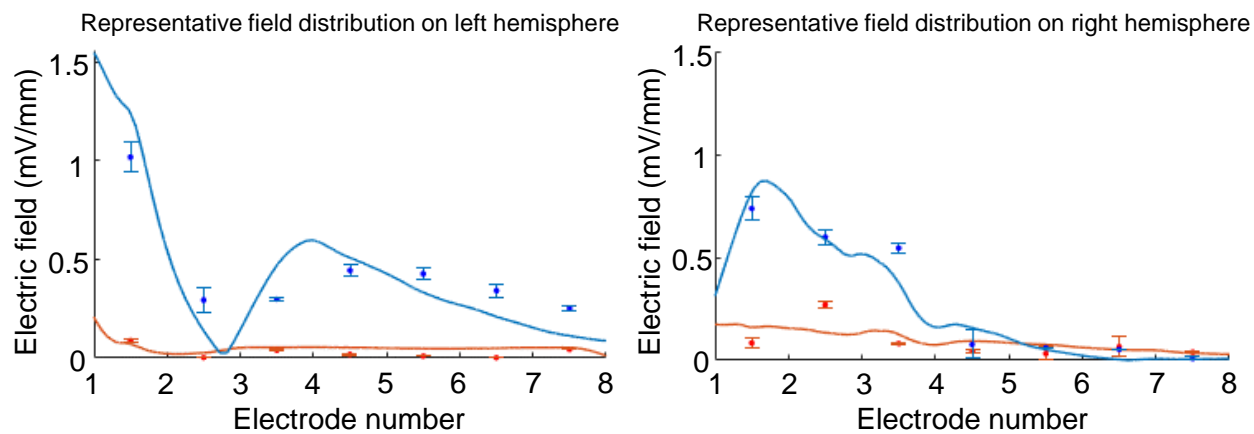 Representative field distribution on left hemisphere
Electric field (mV/mm)
1.5
1
0.5
0
1 2 3 4 5 6 7 8
Electrode number
Representative field distribution on right hemisphere
Electric field (mV/mm)
1.5
1
0.5
0
1 2 3 4 5 6 7 8
Electrode number